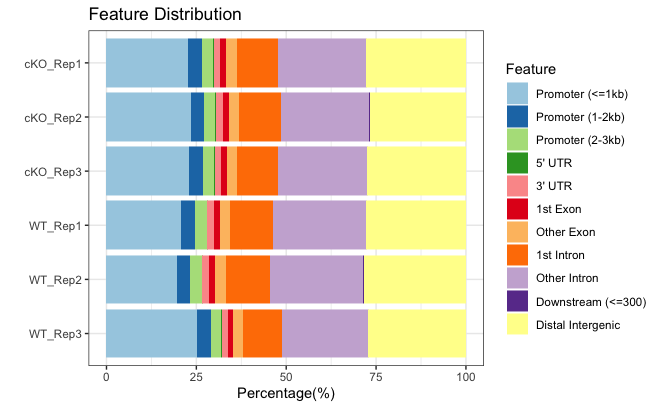 Feature Distribution
cKO_Rep1
cKO_Rep2
cKO_Rep3
WT_Rep1
WT_Rep2
WT_Rep3
0 25 50 75 100
Percentage(%)
Feature
Promoter (<=1kb)
Promoter (1-2kb)
Promoter (2-3kb)
5' UTR
3' UTR
1st Exon
Other Exon
1st Intron
Other Intron
Downstream (<=300)
Distal Intergenic